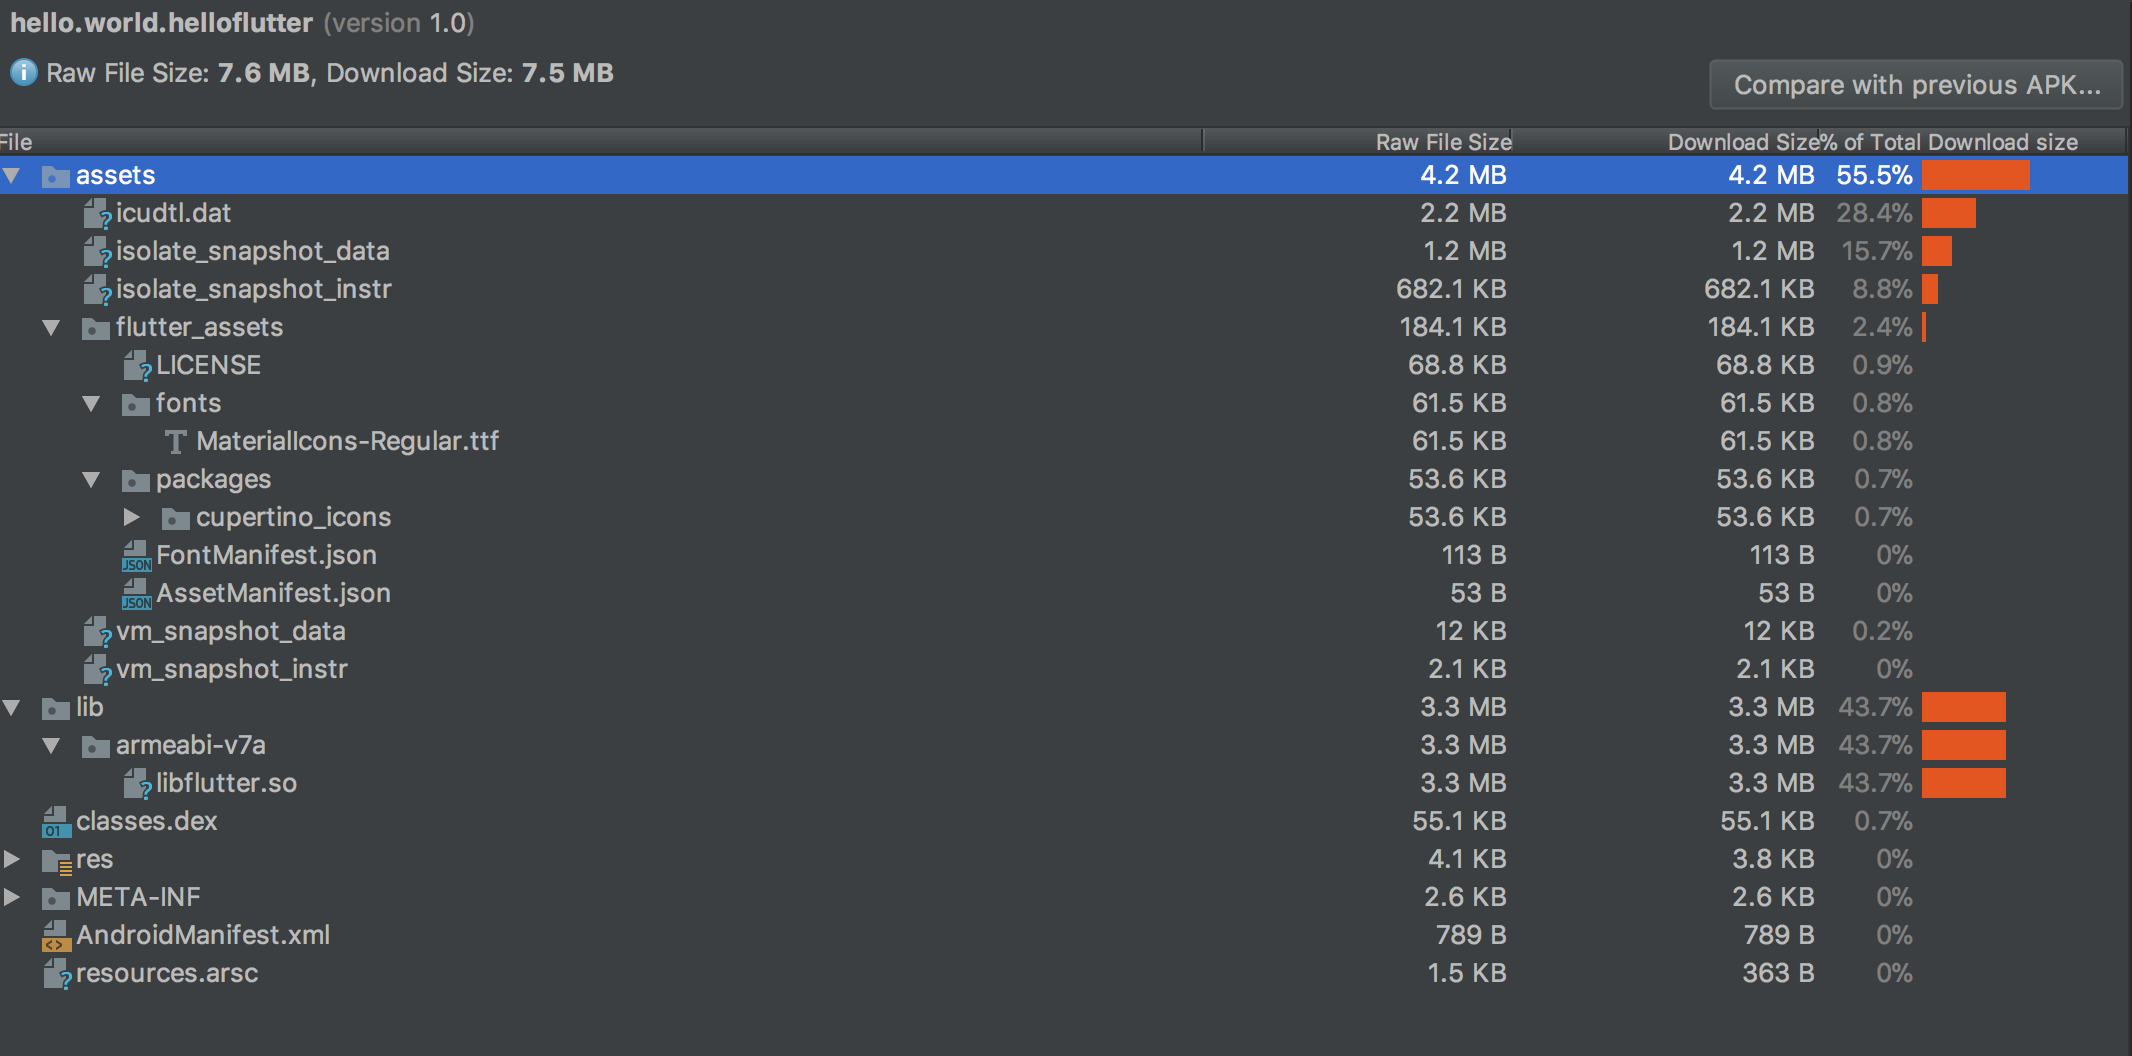 hello.world.helloflutter (version 1.0)
Raw File Size: 7.6 MB, Download Size: 7.5 MB
Compare with previous APK...
File Raw File Size Download Size % of Total Download size
assets 4.2 MB 4.2 MB 55.5%
icudtl.dat 2.2 MB 2.2 MB 28.4%
isolate_snapshot_data 1.2 MB 1.2 MB 15.7%
isolate_snapshot_instr 682.1 KB 682.1 KB 8.8%
flutter_assets 184.1 KB 184.1 KB 2.4%
LICENSE 68.8 KB 68.8 KB 0.9%
fonts 61.5 KB 61.5 KB 0.8%
MaterialIcons-Regular.ttf 61.5 KB 61.5 KB 0.8%
packages 53.6 KB 53.6 KB 0.7%
cupertino_icons 53.6 KB 53.6 KB 0.7%
JSON FontManifest.json 113 B 113 B 0%
JSON AssetManifest.json 53 B 53 B 0%
vm_snapshot_data 12 KB 12 KB 0.2%
vm_snapshot_instr 2.1 KB 2.1 KB 0%
lib 3.3 MB 3.3 MB 43.7%
armeabi-v7a 3.3 MB 3.3 MB 43.7%
libflutter.so 3.3 MB 3.3 MB 43.7%
01 classes.dex 55.1 KB 55.1 KB 0.7%
res 4.1 KB 3.8 KB 0%
META-INF 2.6 KB 2.6 KB 0%
AndroidManifest.xml 789 B 789 B 0%
resources.arsc 1.5 KB 363 B 0%